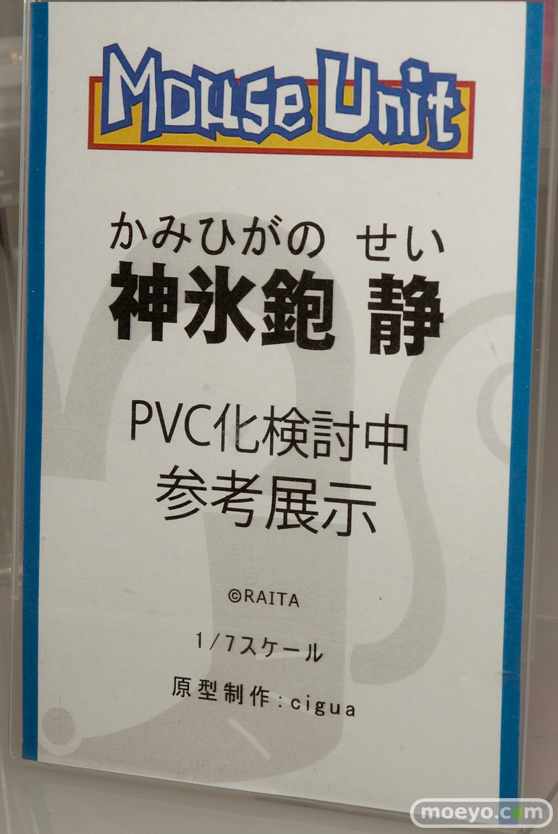 Mouse Unit
かみひがの せい
神氷鉋 静
PVC化検討中
参考展示
©RAITA
1/7スケール
原型制作:cigua
moeyo.com